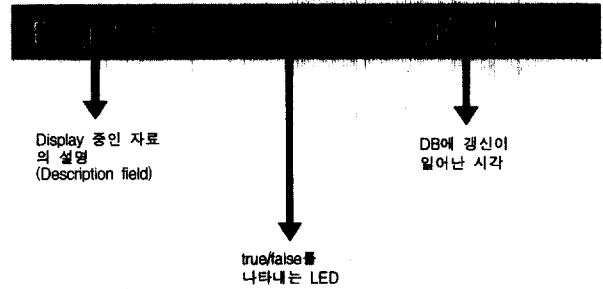 Display 중인 자료
의 설명
(Description field)
DB에 갱신이
일어난 시각
true/false를
나타내는 LED